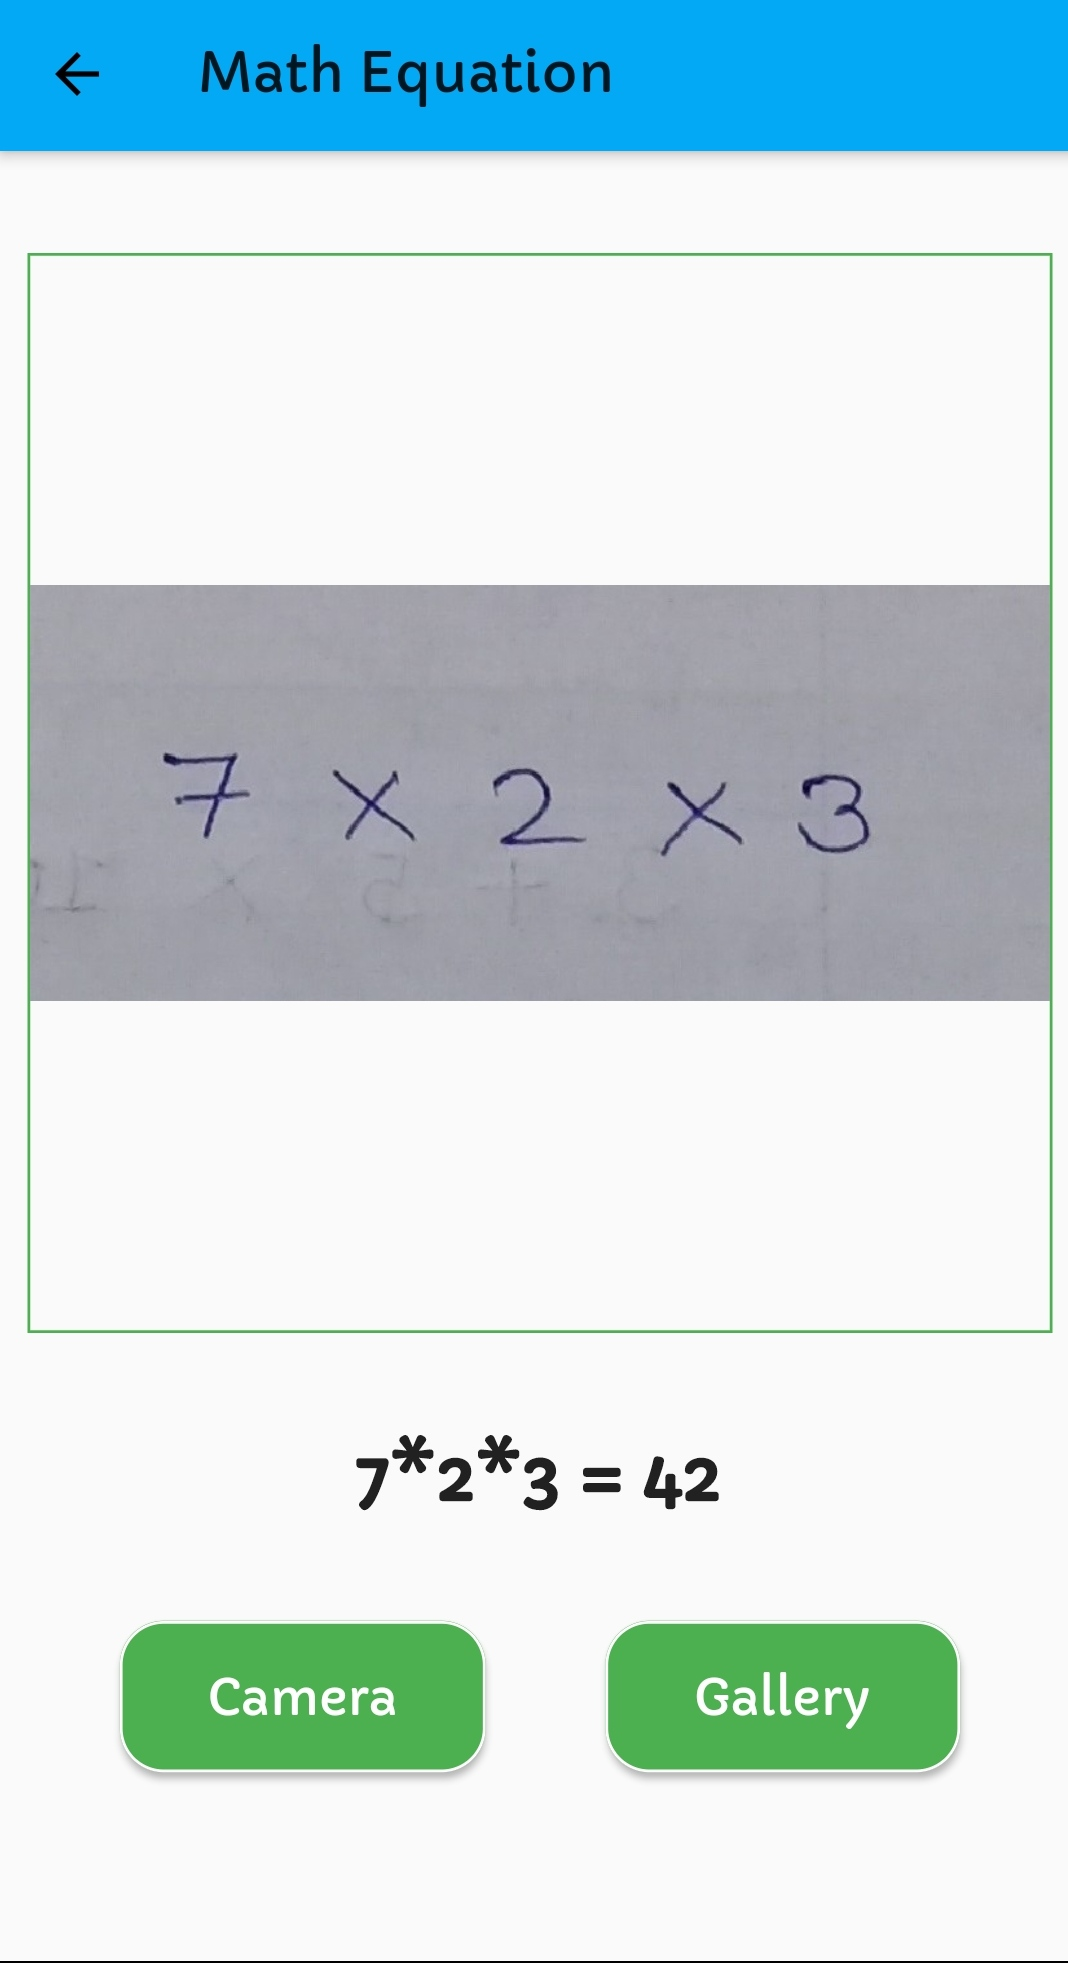 Math Equation
7 × 2 × 3
7*2*3 = 42
Camera
Gallery